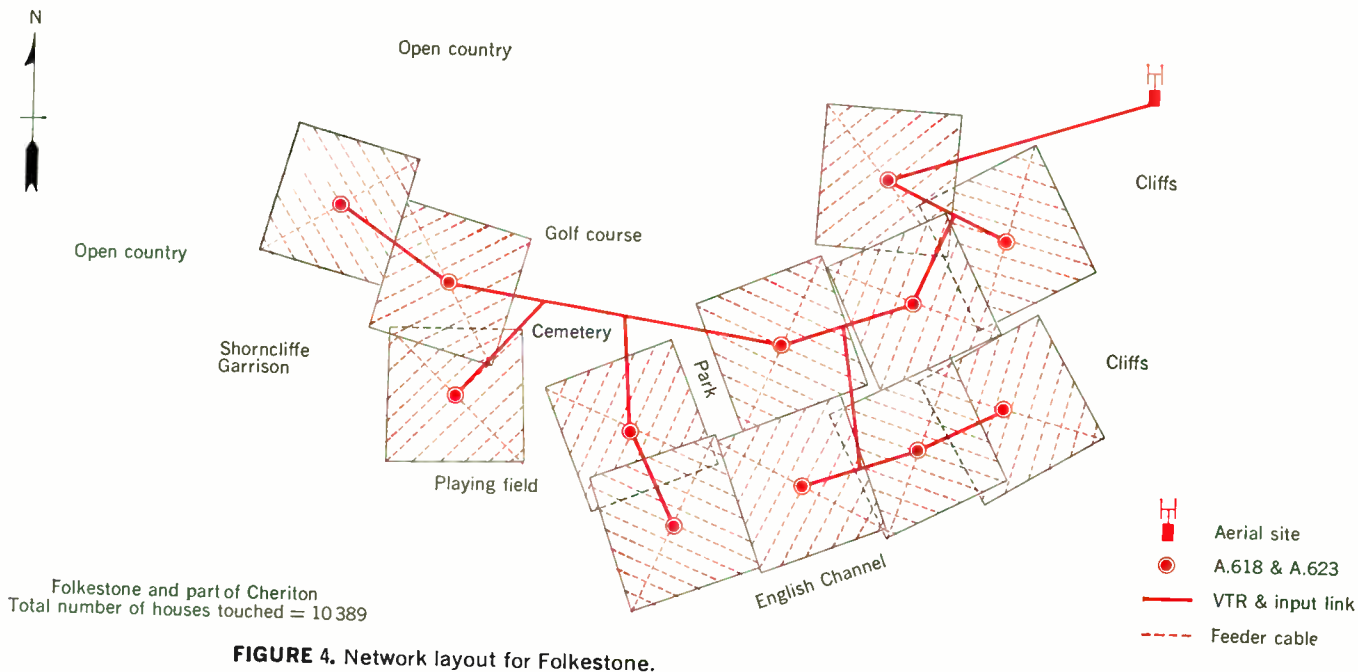 N
Open country
Cliffs
Golf course
Open country
Cemetery
Shorncliffe
Garrison
Park
Cliffs
Playing field
English Channel
Aerial site
A.618 & A.623
VTR & input link
Feeder cable
Folkestone and part of Cheriton
Total number of houses touched = 10 389
FIGURE 4. Network layout for Folkestone.